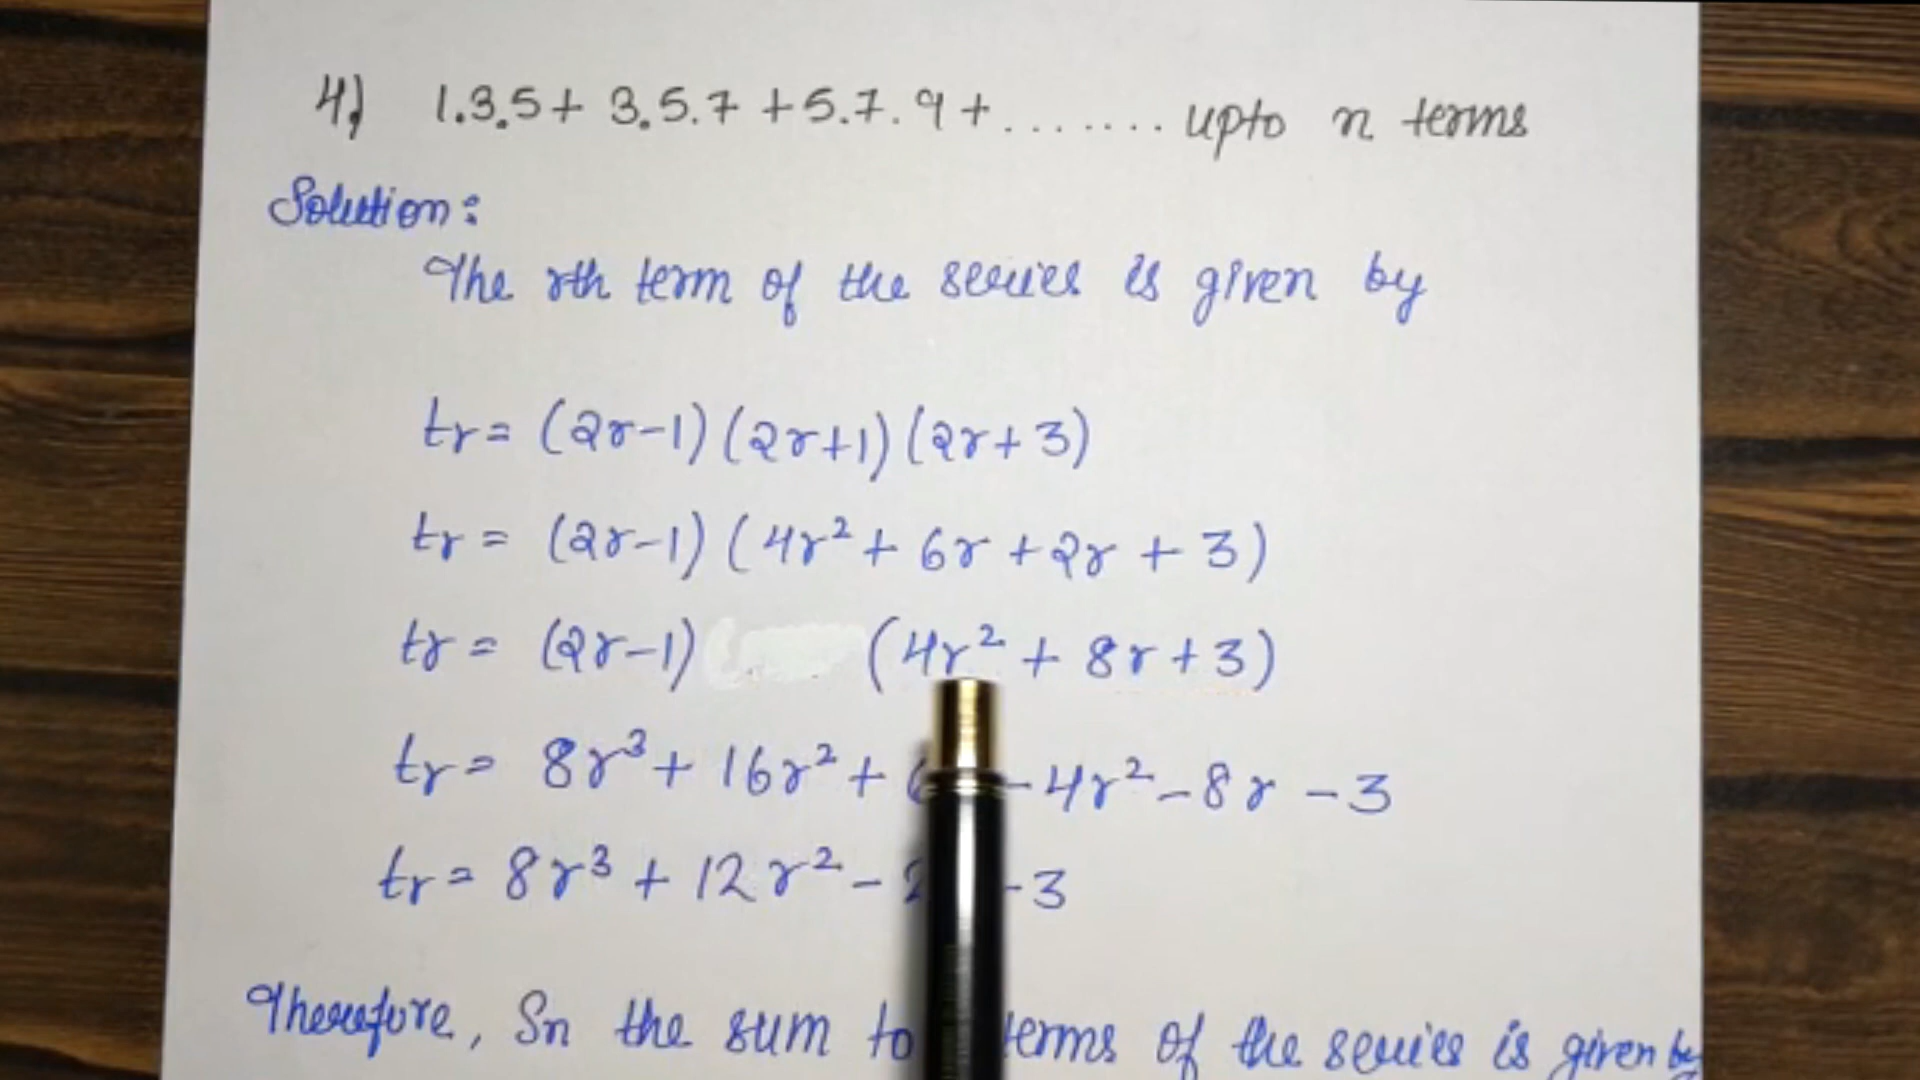 4) 1.3.5+ 3.5.7 +5.7.9+....... upto n terms
Solution:
The rth term of the series is given by
tr = (2r-1)(2r+1)(2r+3)
tr = (2r-1)(4r²+6r+2r+3)
tr = (2r-1) (4r²+8r+3)
tr = 8r³+16r²+ -4r²-8r-3
tr = 8r³+12r²- -3
Therefore, Sn the sum to terms of the series is given by